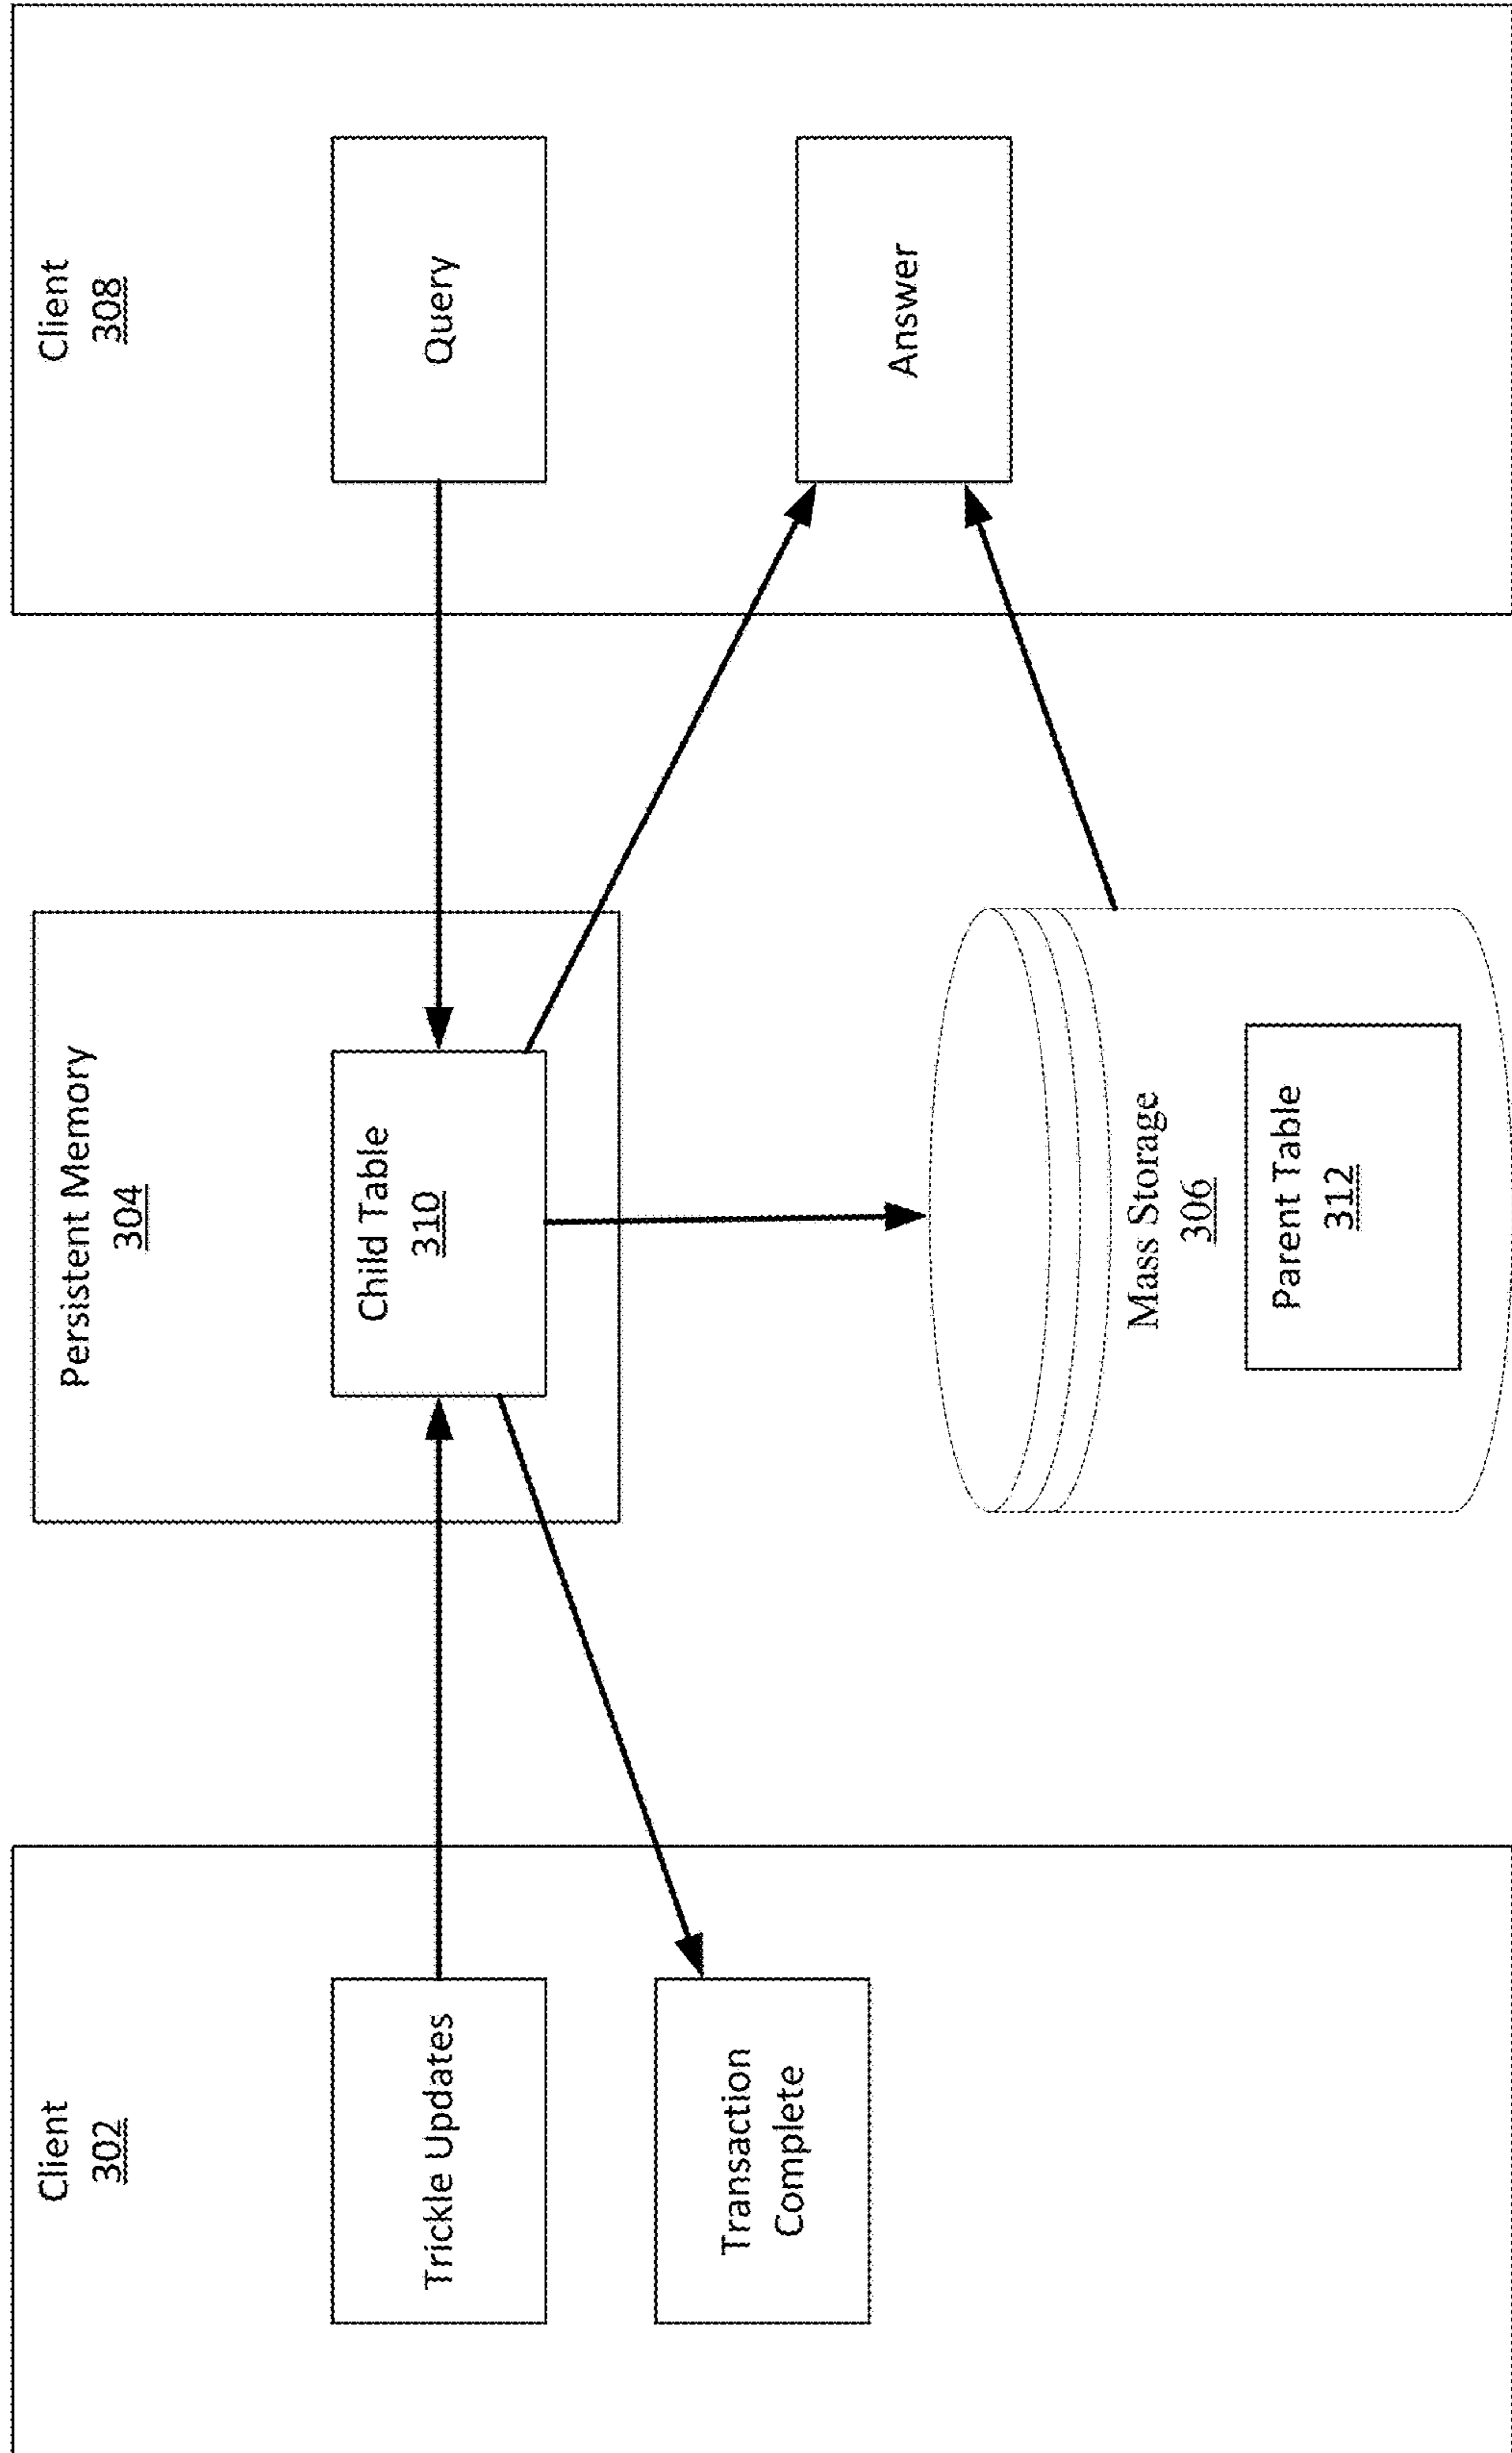 Client
302
Trickle Updates
Transaction
Complete
Persistent Memory
304
Child Table
310
Mass Storage
306
Parent Table
312
Client
308
Query
Answer